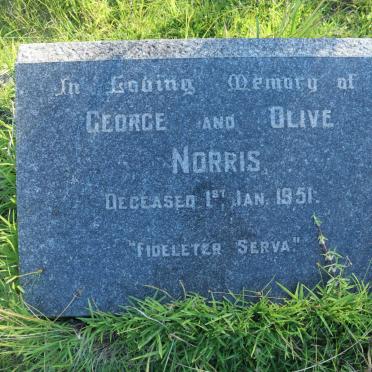 In Loving Memory of
GEORGE AND OLIVE
NORRIS
DECEASED 1ST JAN. 1951.
"FIDELETER SERVA"